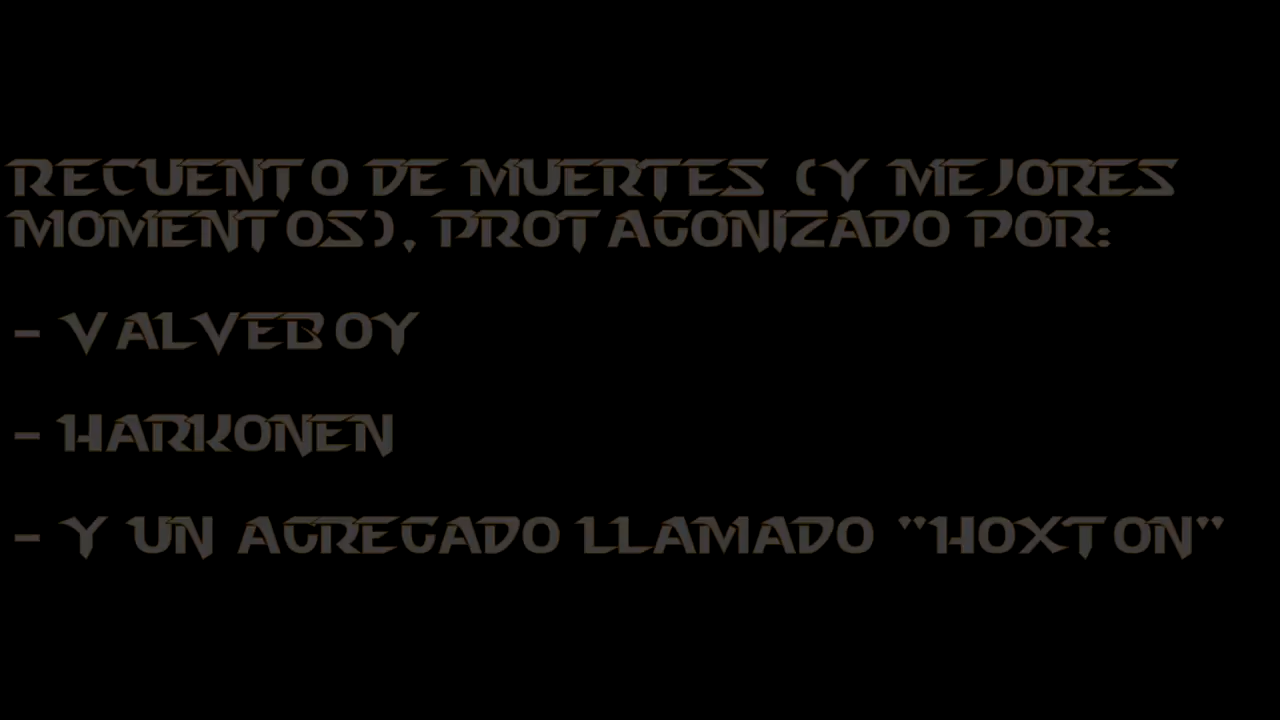 RECUENTO DE MUERTES (Y MEJORES
MOMENTOS), PROTAGONIZADO POR:
- VALVEBOY
- HARKONEN
- Y UN AGREGADO LLAMADO "HOXTON"